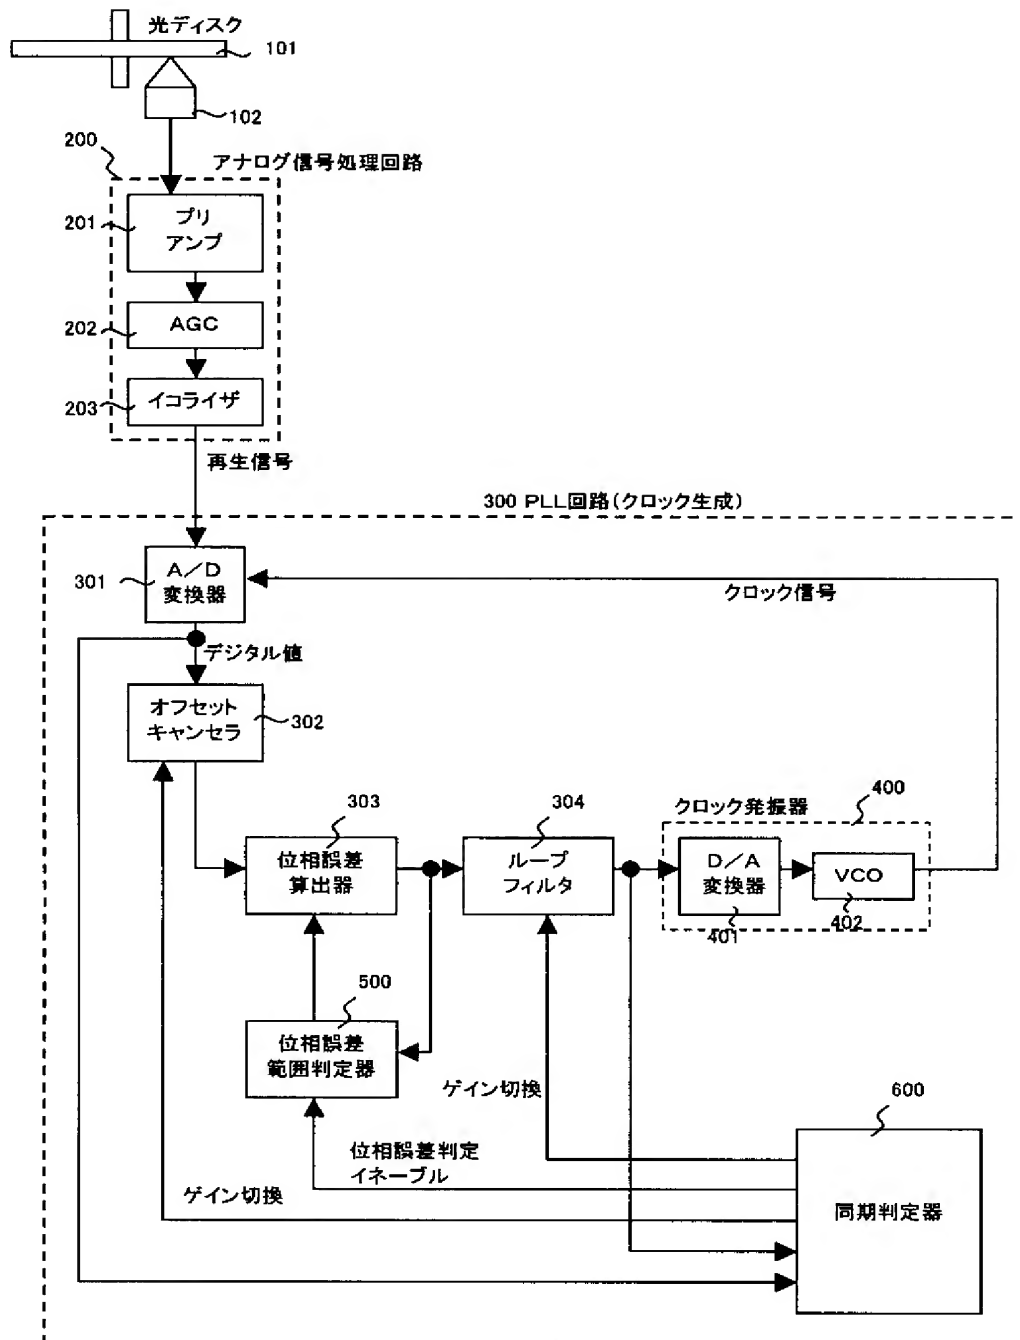 光ディスク
101
102
200
アナログ信号処理回路
201
プリ
アンプ
202
AGC
203
イコライザ
再生信号
300 PLL回路(クロック生成)
301
A/D
変換器
クロック信号
デジタル値
オフセット
キャンセラ
302
303
位相誤差
算出器
304
ループ
フィルタ
クロック発振器
400
D/A
変換器
401
VCO
402
500
位相誤差
範囲判定器
ゲイン切換
600
位相誤差判定
イネーブル
ゲイン切換
同期判定器